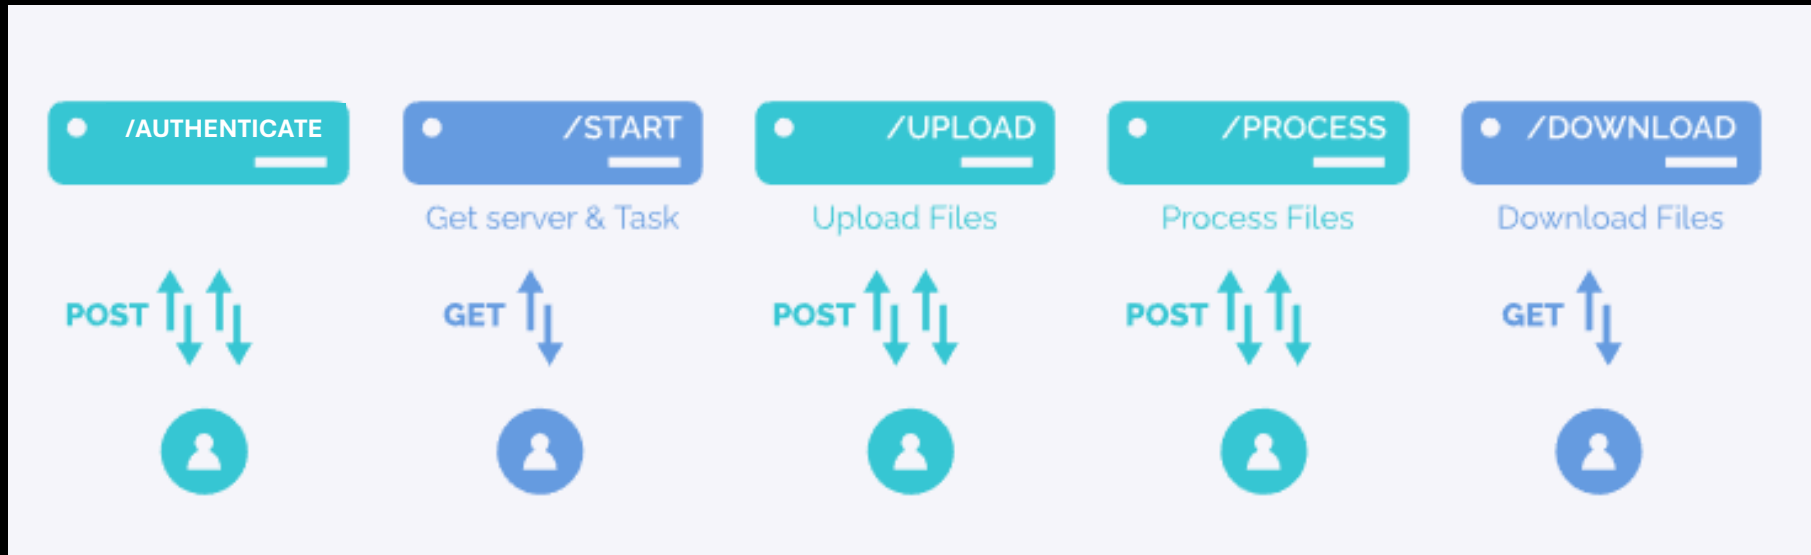 /AUTHENTICATE
/START
/UPLOAD
/PROCESS
/DOWNLOAD
Get server & Task
Upload Files
Process Files
Download Files
POST
GET
POST
POST
GET